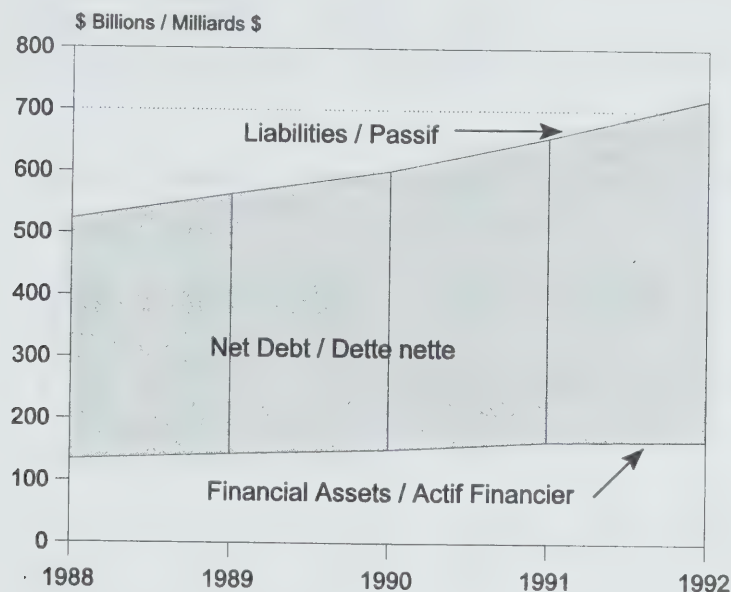 $ Billions / Milliards $
800
700
Liabilities / Passif
600
500
400
300
Net Debt / Dette nette
200
100
Financial Assets / Actif Financier
0
1988 1989 1990 1991 1992